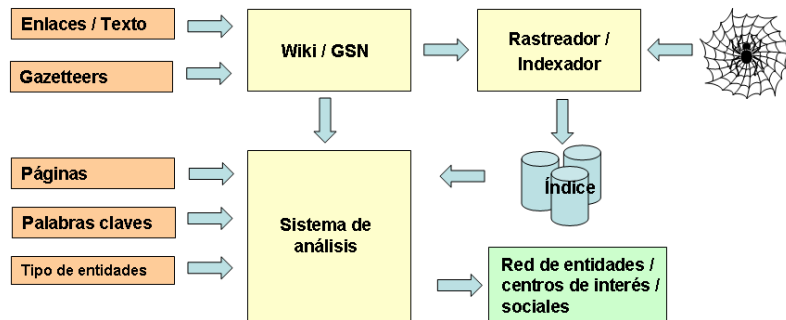 Enlaces / Texto
Gazetteers
Wiki / GSN
Rastreador /
Indexador
Páginas
Palabras claves
Tipo de entidades
Sistema de
análisis
Índice
Red de entidades /
centros de interés /
sociales